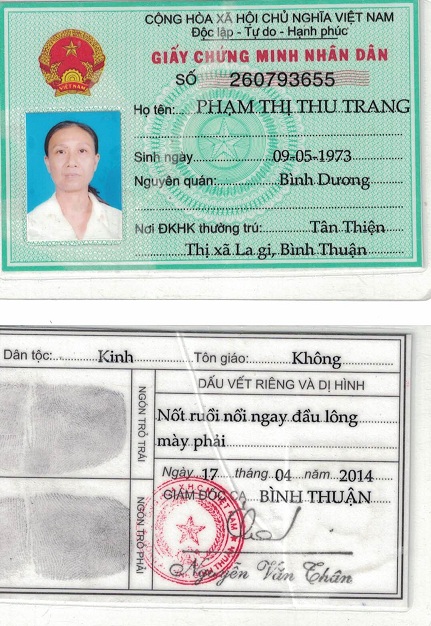 CỘNG HÒA XÃ HỘI CHỦ NGHĨA VIỆT NAM
Độc lập - Tự do - Hạnh phúc
GIẤY CHỨNG MINH NHÂN DÂN
SỐ 260793655
Họ tên: PHẠM THỊ THU TRANG
Sinh ngày 09-05-1973
Nguyên quán: Bình Dương
Nơi ĐKHK thường trú: Tân Thiện
Thị xã La gi, Bình Thuận
VIỆT NAM
Dân tộc: Kinh Tôn giáo: Không
NGÓN TRỎ TRÁI
NGÓN TRỎ PHẢI
DẤU VẾT RIÊNG VÀ DỊ HÌNH
Nốt ruồi nổi ngay đầu lông
mày phải
Ngày 17 tháng 04 năm 2014
GIÁM ĐỐC CA BÌNH THUẬN
Nguyễn Văn Chân